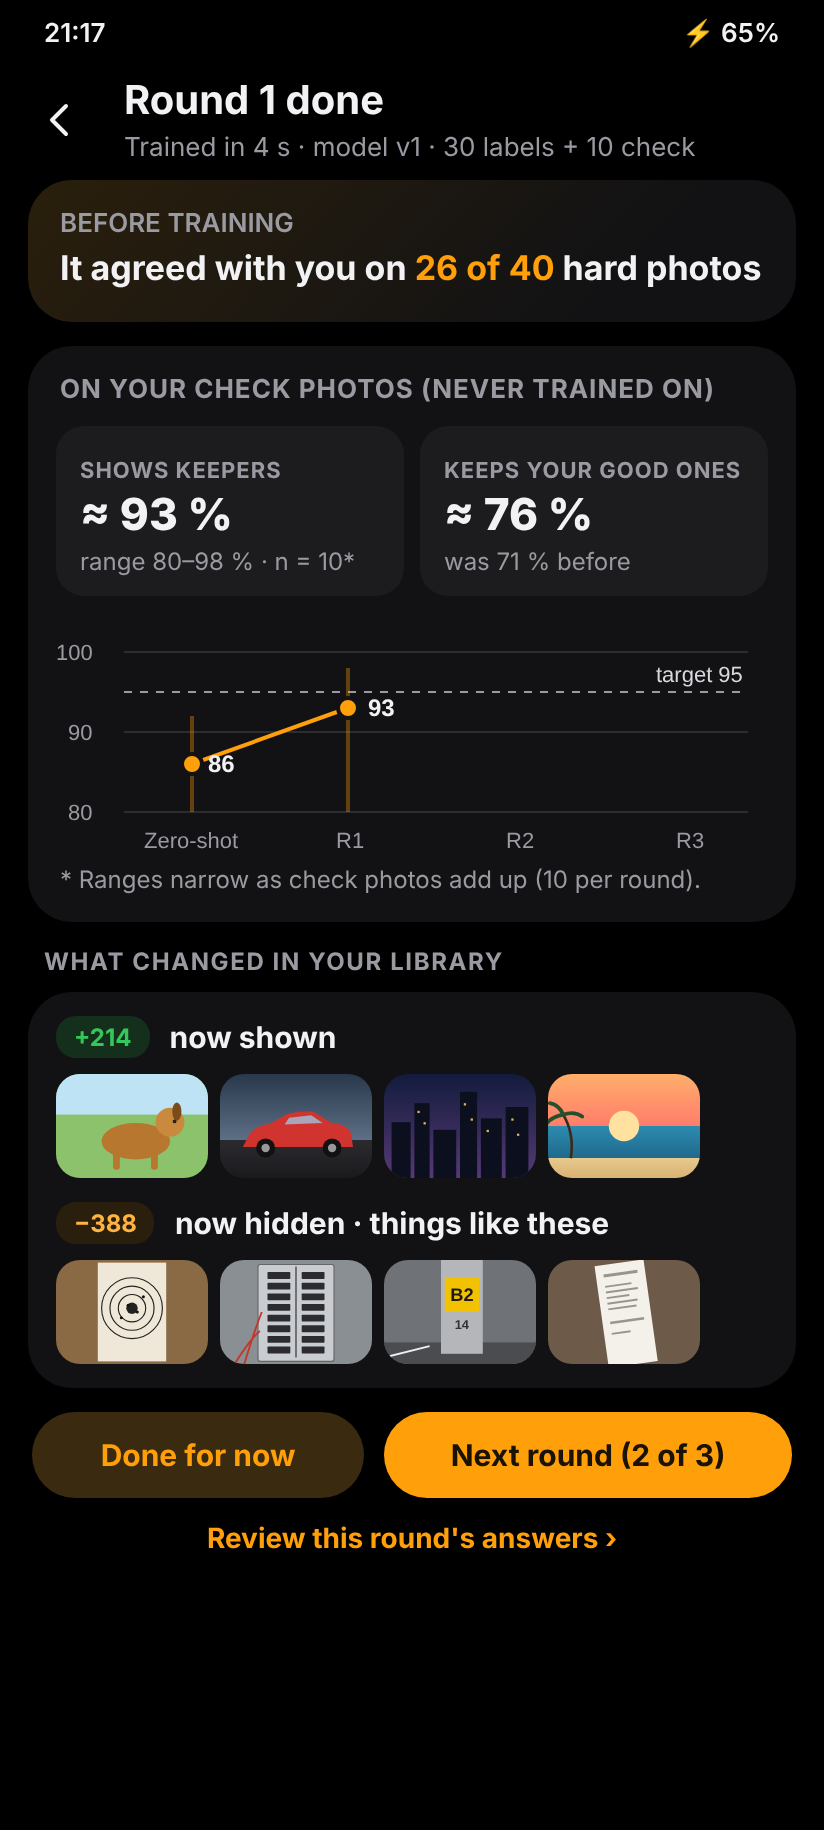 21:17
⚡ 65%
Round 1 done
Trained in 4 s · model v1 · 30 labels + 10 check
BEFORE TRAINING
It agreed with you on 26 of 40 hard photos
ON YOUR CHECK PHOTOS (NEVER TRAINED ON)
SHOWS KEEPERS
≈ 93 %
range 80–98 % · n = 10*
KEEPS YOUR GOOD ONES
≈ 76 %
was 71 % before
100
target 95
93
90
86
80
Zero-shot
R1
R2
R3
* Ranges narrow as check photos add up (10 per round).
WHAT CHANGED IN YOUR LIBRARY
+214 now shown
−388 now hidden · things like these
B2
14
Done for now
Next round (2 of 3)
Review this round's answers ›